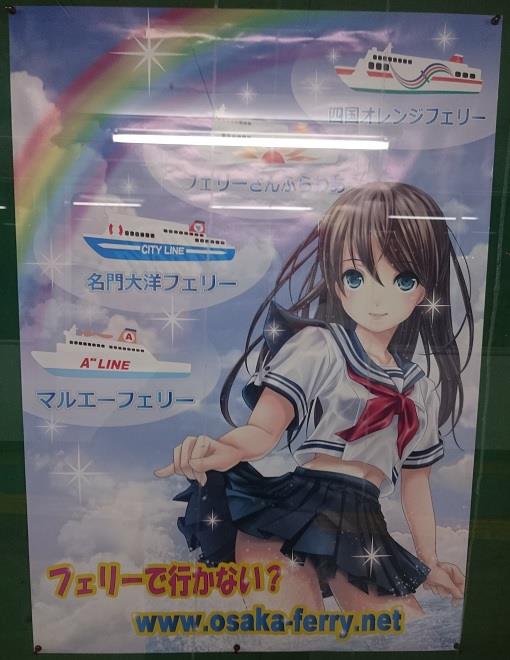 四国オレンジフェリー
フェリーさんふらわあ
CITY LINE
名門大洋フェリー
A
A"LINE
マルエーフェリー
フェリーで行かない?
www.osaka-ferry.net